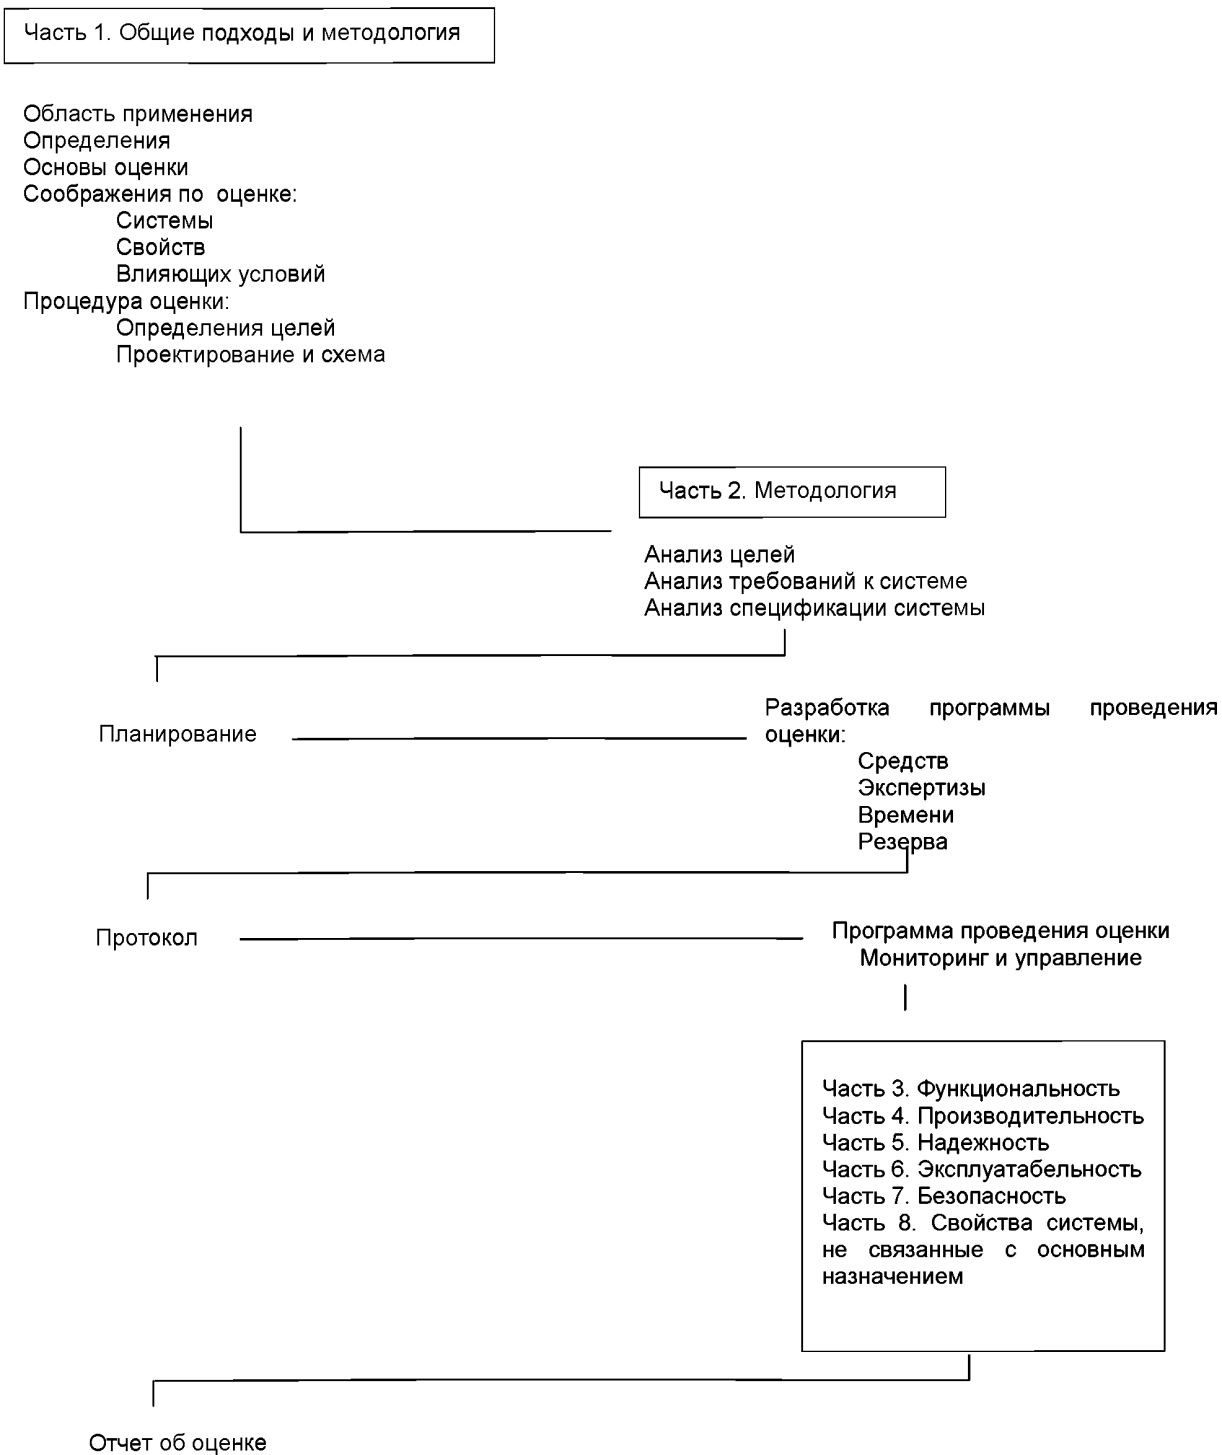 Часть 1. Общие подходы и методология
Область применения
Определения
Основы оценки
Соображения по оценке:
Системы
Свойств
Влияющих условий
Процедура оценки:
Определения целей
Проектирование и схема
Часть 2. Методология
Анализ целей
Анализ требований к системе
Анализ спецификации системы
Планирование
Разработка программы проведения
оценки:
Средств
Экспертизы
Времени
Резерва
Протокол
Программа проведения оценки
Мониторинг и управление
Часть 3. Функциональность
Часть 4. Производительность
Часть 5. Надежность
Часть 6. Эксплуатабельность
Часть 7. Безопасность
Часть 8. Свойства системы,
не связанные с основным
назначением
Отчет об оценке